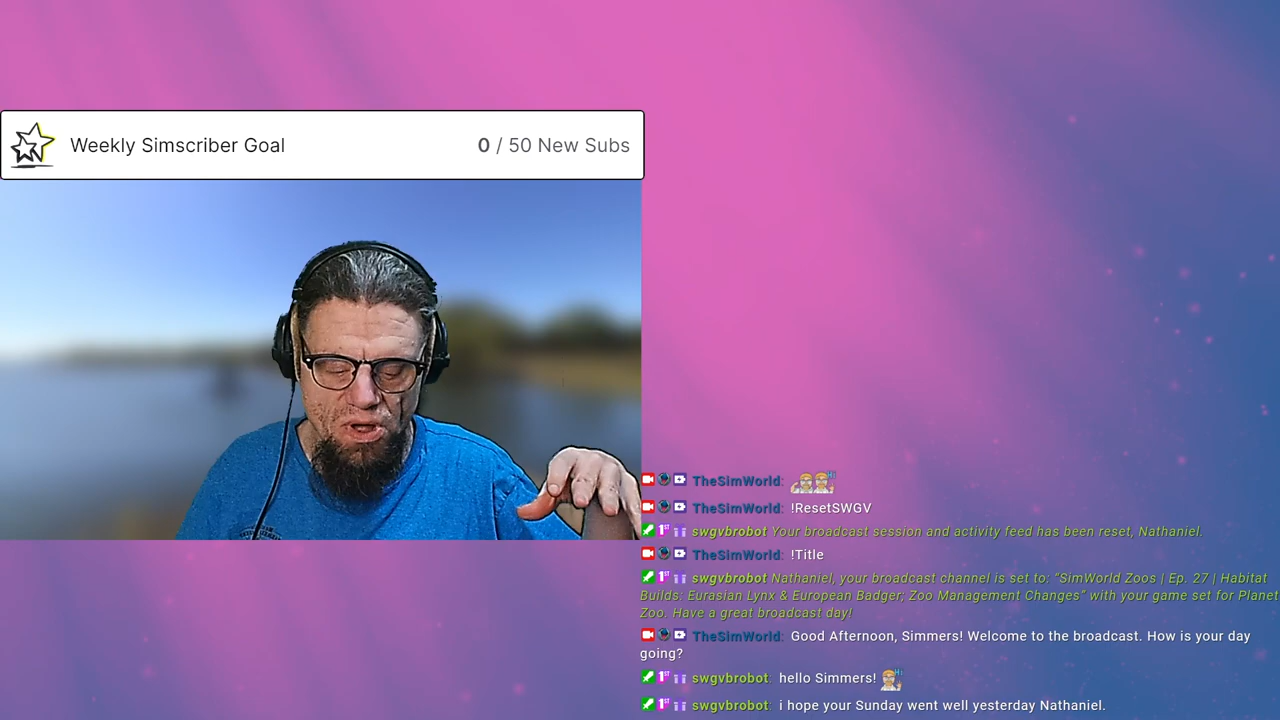 Weekly Simscriber Goal 0 / 50 New Subs
TheSimWorld:
TheSimWorld: !ResetSWGV
swgvbrobot Your broadcast session and activity feed has been reset, Nathaniel.
TheSimWorld: !Title
swgvbrobot Nathaniel, your broadcast channel is set to: "SimWorld Zoos | Ep. 27 | Habitat
Builds: Eurasian Lynx & European Badger; Zoo Management Changes" with your game set for Planet
Zoo. Have a great broadcast day!
TheSimWorld: Good Afternoon, Simmers! Welcome to the broadcast. How is your day
going?
swgvbrobot: hello Simmers!
swgvbrobot: i hope your Sunday went well yesterday Nathaniel.